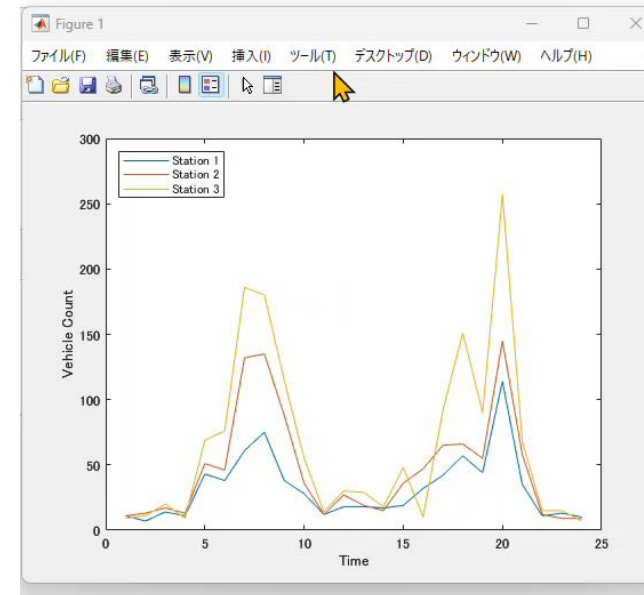 Figure 1
ファイル(F) 編集(E) 表示(V) 挿入(I) ツール(T) デスクトップ(D) ウィンドウ(W) ヘルプ(H)
300
Station 1
Station 2
Station 3
250
200
150
100
50
0
Vehicle Count
0 5 10 15 20 25
Time